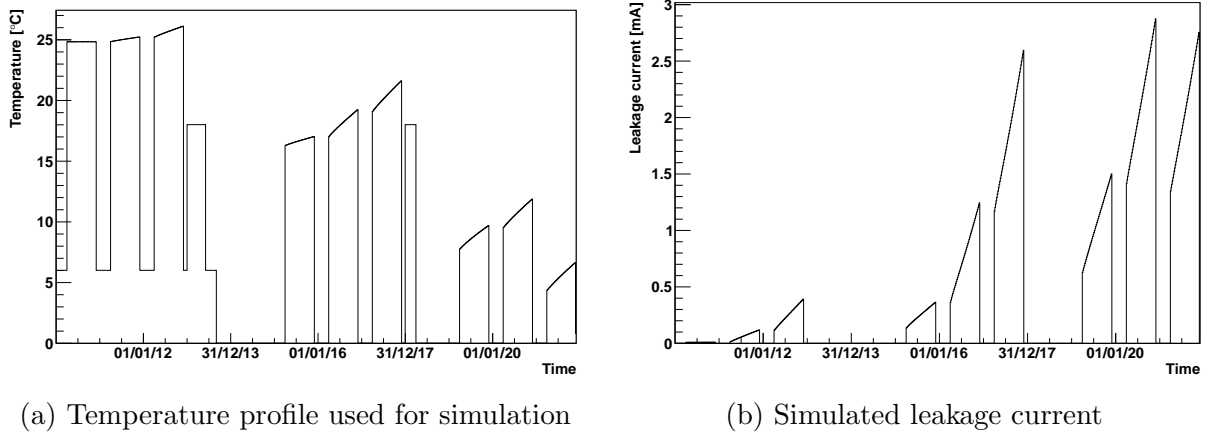 Temperature [°C]
25
20
15
10
5
0
01/01/12 31/12/13 01/01/16 31/12/17 01/01/20
Time
(a) Temperature profile used for simulation
Leakage current [mA]
3
2.5
2
1.5
1
0.5
0
01/01/12 31/12/13 01/01/16 31/12/17 01/01/20
Time
(b) Simulated leakage current